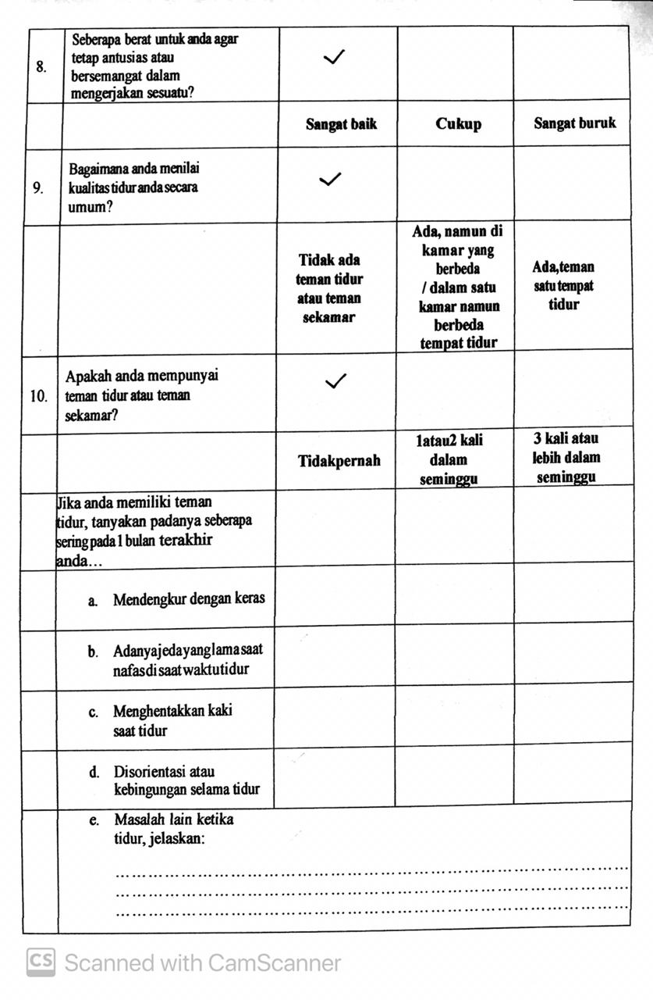 8.
Seberapa berat untuk anda agar
tetap antusias atau
bersemangat dalam
mengerjakan sesuatu?
✓
Sangat baik
Cukup
Sangat buruk
9.
Bagaimana anda menilai
kualitas tidur anda secara
umum?
✓
Tidak ada
teman tidur
atau teman
sekamar
Ada, namun di
kamar yang
berbeda
/ dalam satu
kamar namun
berbeda
tempat tidur
Ada,teman
satu tempat
tidur
10.
Apakah anda mempunyai
teman tidur atau teman
sekamar?
✓
Tidakpernah
1atau2 kali
dalam
seminggu
3 kali atau
lebih dalam
seminggu
Jika anda memiliki teman
tidur, tanyakan padanya seberapa
sering pada 1 bulan terakhir
anda…
a. Mendengkur dengan keras
b. Adanyajedayanglama saat
nafasdisaatwaktutidur
c. Menghentakkan kaki
saat tidur
d. Disorientasi atau
kebingungan selama tidur
e. Masalah lain ketika
tidur, jelaskan:
CS Scanned with CamScanner